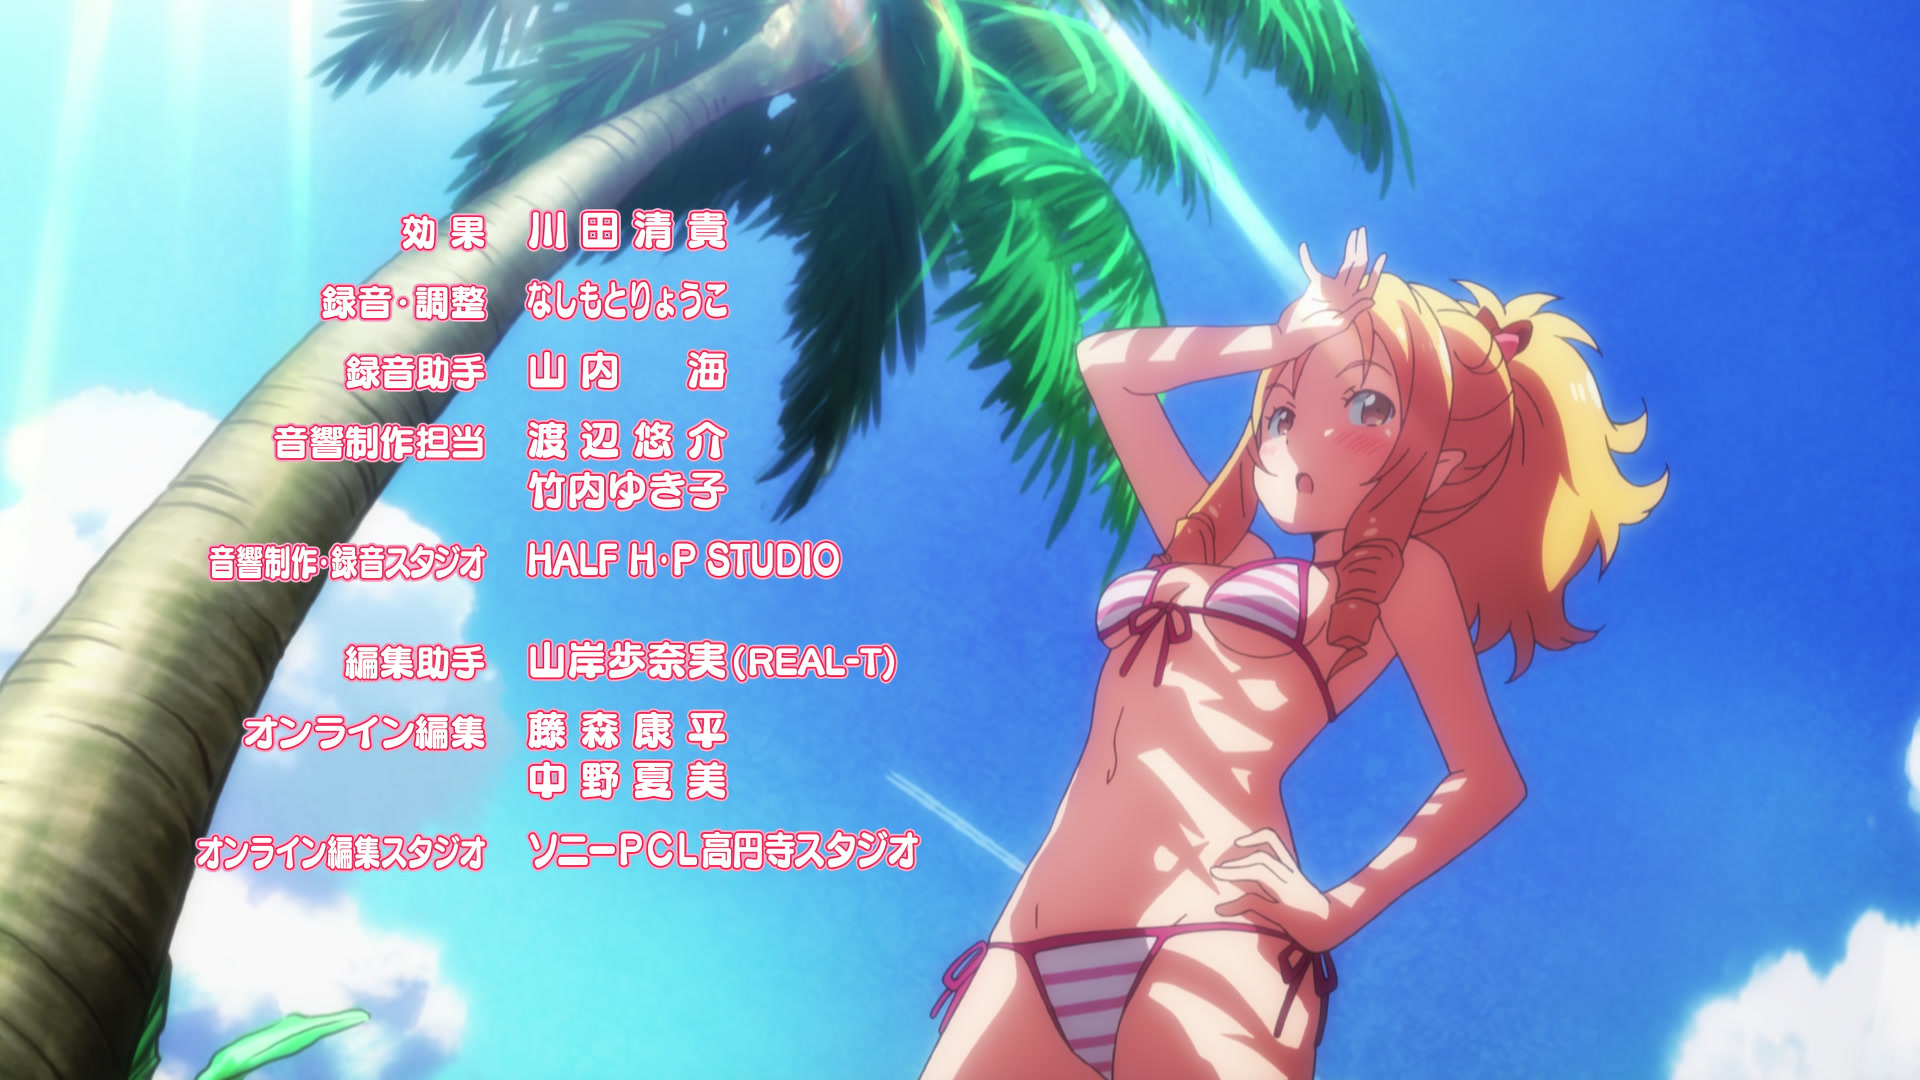 効果 川田清貴
録音・調整 なしもとりょうこ
録音助手 山内 海
音響制作担当 渡辺悠介
竹内ゆき子
音響制作・録音スタジオ HALF H・P STUDIO
編集助手 山岸歩奈実(REAL-T)
オンライン編集 藤森康平
中野夏美
オンライン編集スタジオ ソニーPCL高円寺スタジオ